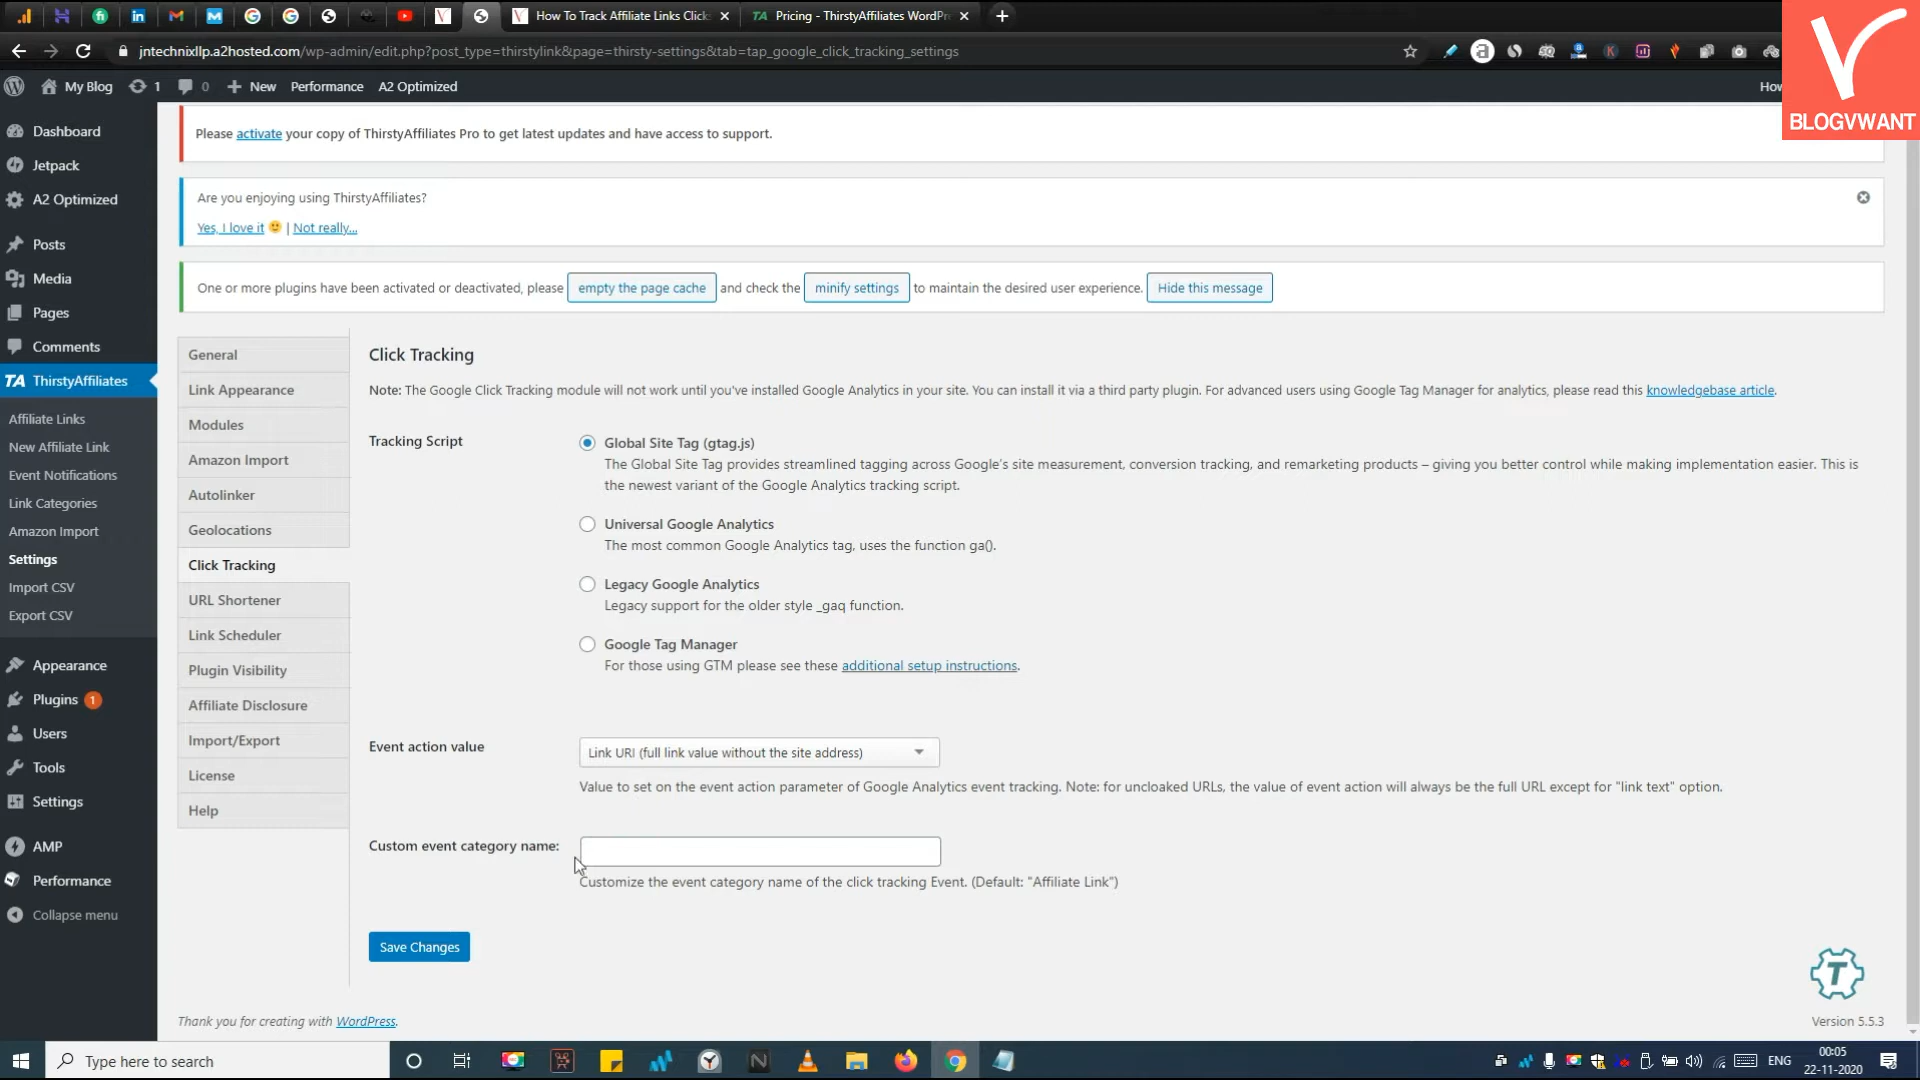 How To Track Affiliate Links Clicks
TA Pricing - ThirstyAffiliates WordPr
jntechnixllp.a2hosted.com/wp-admin/edit.php?post_type=thirstylink&page=thirsty-settings&tab=tap_google_click_tracking_settings
BLOGVWANT
My Blog 1 0 New Performance A2 Optimized
Dashboard
Jetpack
A2 Optimized
Posts
Media
Pages
Comments
TA ThirstyAffiliates
Affiliate Links
New Affiliate Link
Event Notifications
Link Categories
Amazon Import
Settings
Import CSV
Export CSV
Appearance
Plugins 1
Users
Tools
Settings
AMP
Performance
Collapse menu
Please activate your copy of ThirstyAffiliates Pro to get latest updates and have access to support.
Are you enjoying using ThirstyAffiliates?
Yes, I love it 🙂 | Not really...
One or more plugins have been activated or deactivated, please empty the page cache and check the minify settings to maintain the desired user experience. Hide this message
General
Link Appearance
Modules
Amazon Import
Autolinker
Geolocations
Click Tracking
URL Shortener
Link Scheduler
Plugin Visibility
Affiliate Disclosure
Import/Export
License
Help
Click Tracking
Note: The Google Click Tracking module will not work until you've installed Google Analytics in your site. You can install it via a third party plugin. For advanced users using Google Tag Manager for analytics, please read this knowledgebase article.
Tracking Script
Global Site Tag (gtag.js)
The Global Site Tag provides streamlined tagging across Google's site measurement, conversion tracking, and remarketing products – giving you better control while making implementation easier. This is
the newest variant of the Google Analytics tracking script.
Universal Google Analytics
The most common Google Analytics tag, uses the function ga().
Legacy Google Analytics
Legacy support for the older style _gaq function.
Google Tag Manager
For those using GTM please see these additional setup instructions.
Event action value
Link URI (full link value without the site address)
Value to set on the event action parameter of Google Analytics event tracking. Note: for uncloaked URLs, the value of event action will always be the full URL except for "link text" option.
Custom event category name:
Customize the event category name of the click tracking Event. (Default: "Affiliate Link")
Save Changes
Thank you for creating with WordPress.
Version 5.5.3
Type here to search
ENG
00:05
22-11-2020